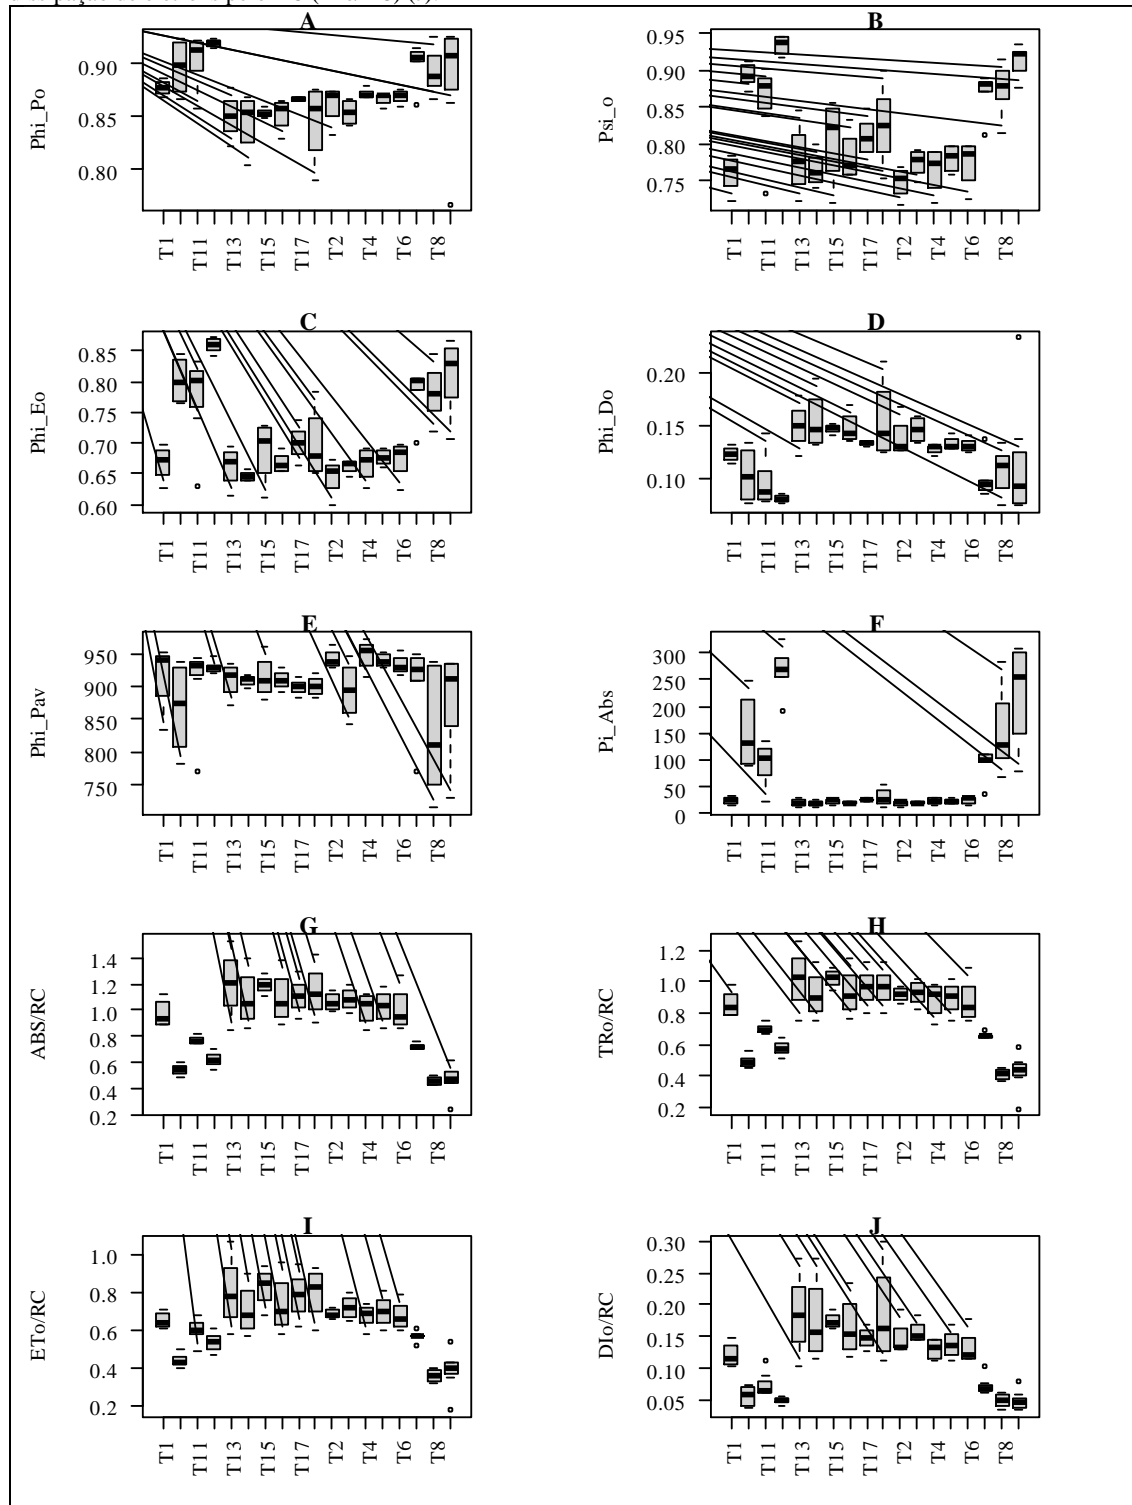 A
B
0.90
0.85
0.80
Phi_Po
0.95
0.90
0.85
0.80
0.75
Psi_o
T1
T11
T13
T15
T17
T2
T4
T6
T8
T1
T11
T13
T15
T17
T2
T4
T6
T8
C
D
0.85
0.80
0.75
0.70
0.65
0.60
Phi_Eo
0.20
0.15
0.10
Phi_Do
T1
T11
T13
T15
T17
T2
T4
T6
T8
T1
T11
T13
T15
T17
T2
T4
T6
T8
E
F
950
900
850
800
750
Phi_Pav
300
250
200
150
100
50
0
Pi_Abs
T1
T11
T13
T15
T17
T2
T4
T6
T8
T1
T11
T13
T15
T17
T2
T4
T6
T8
G
H
1.4
1.2
1.0
0.8
0.6
0.4
0.2
ABS/RC
1.2
1.0
0.8
0.6
0.4
0.2
TRo/RC
T1
T11
T13
T15
T17
T2
T4
T6
T8
T1
T11
T13
T15
T17
T2
T4
T6
T8
I
J
1.0
0.8
0.6
0.4
0.2
ETo/RC
0.30
0.25
0.20
0.15
0.10
0.05
DIo/RC
T1
T11
T13
T15
T17
T2
T4
T6
T8
T1
T11
T13
T15
T17
T2
T4
T6
T8